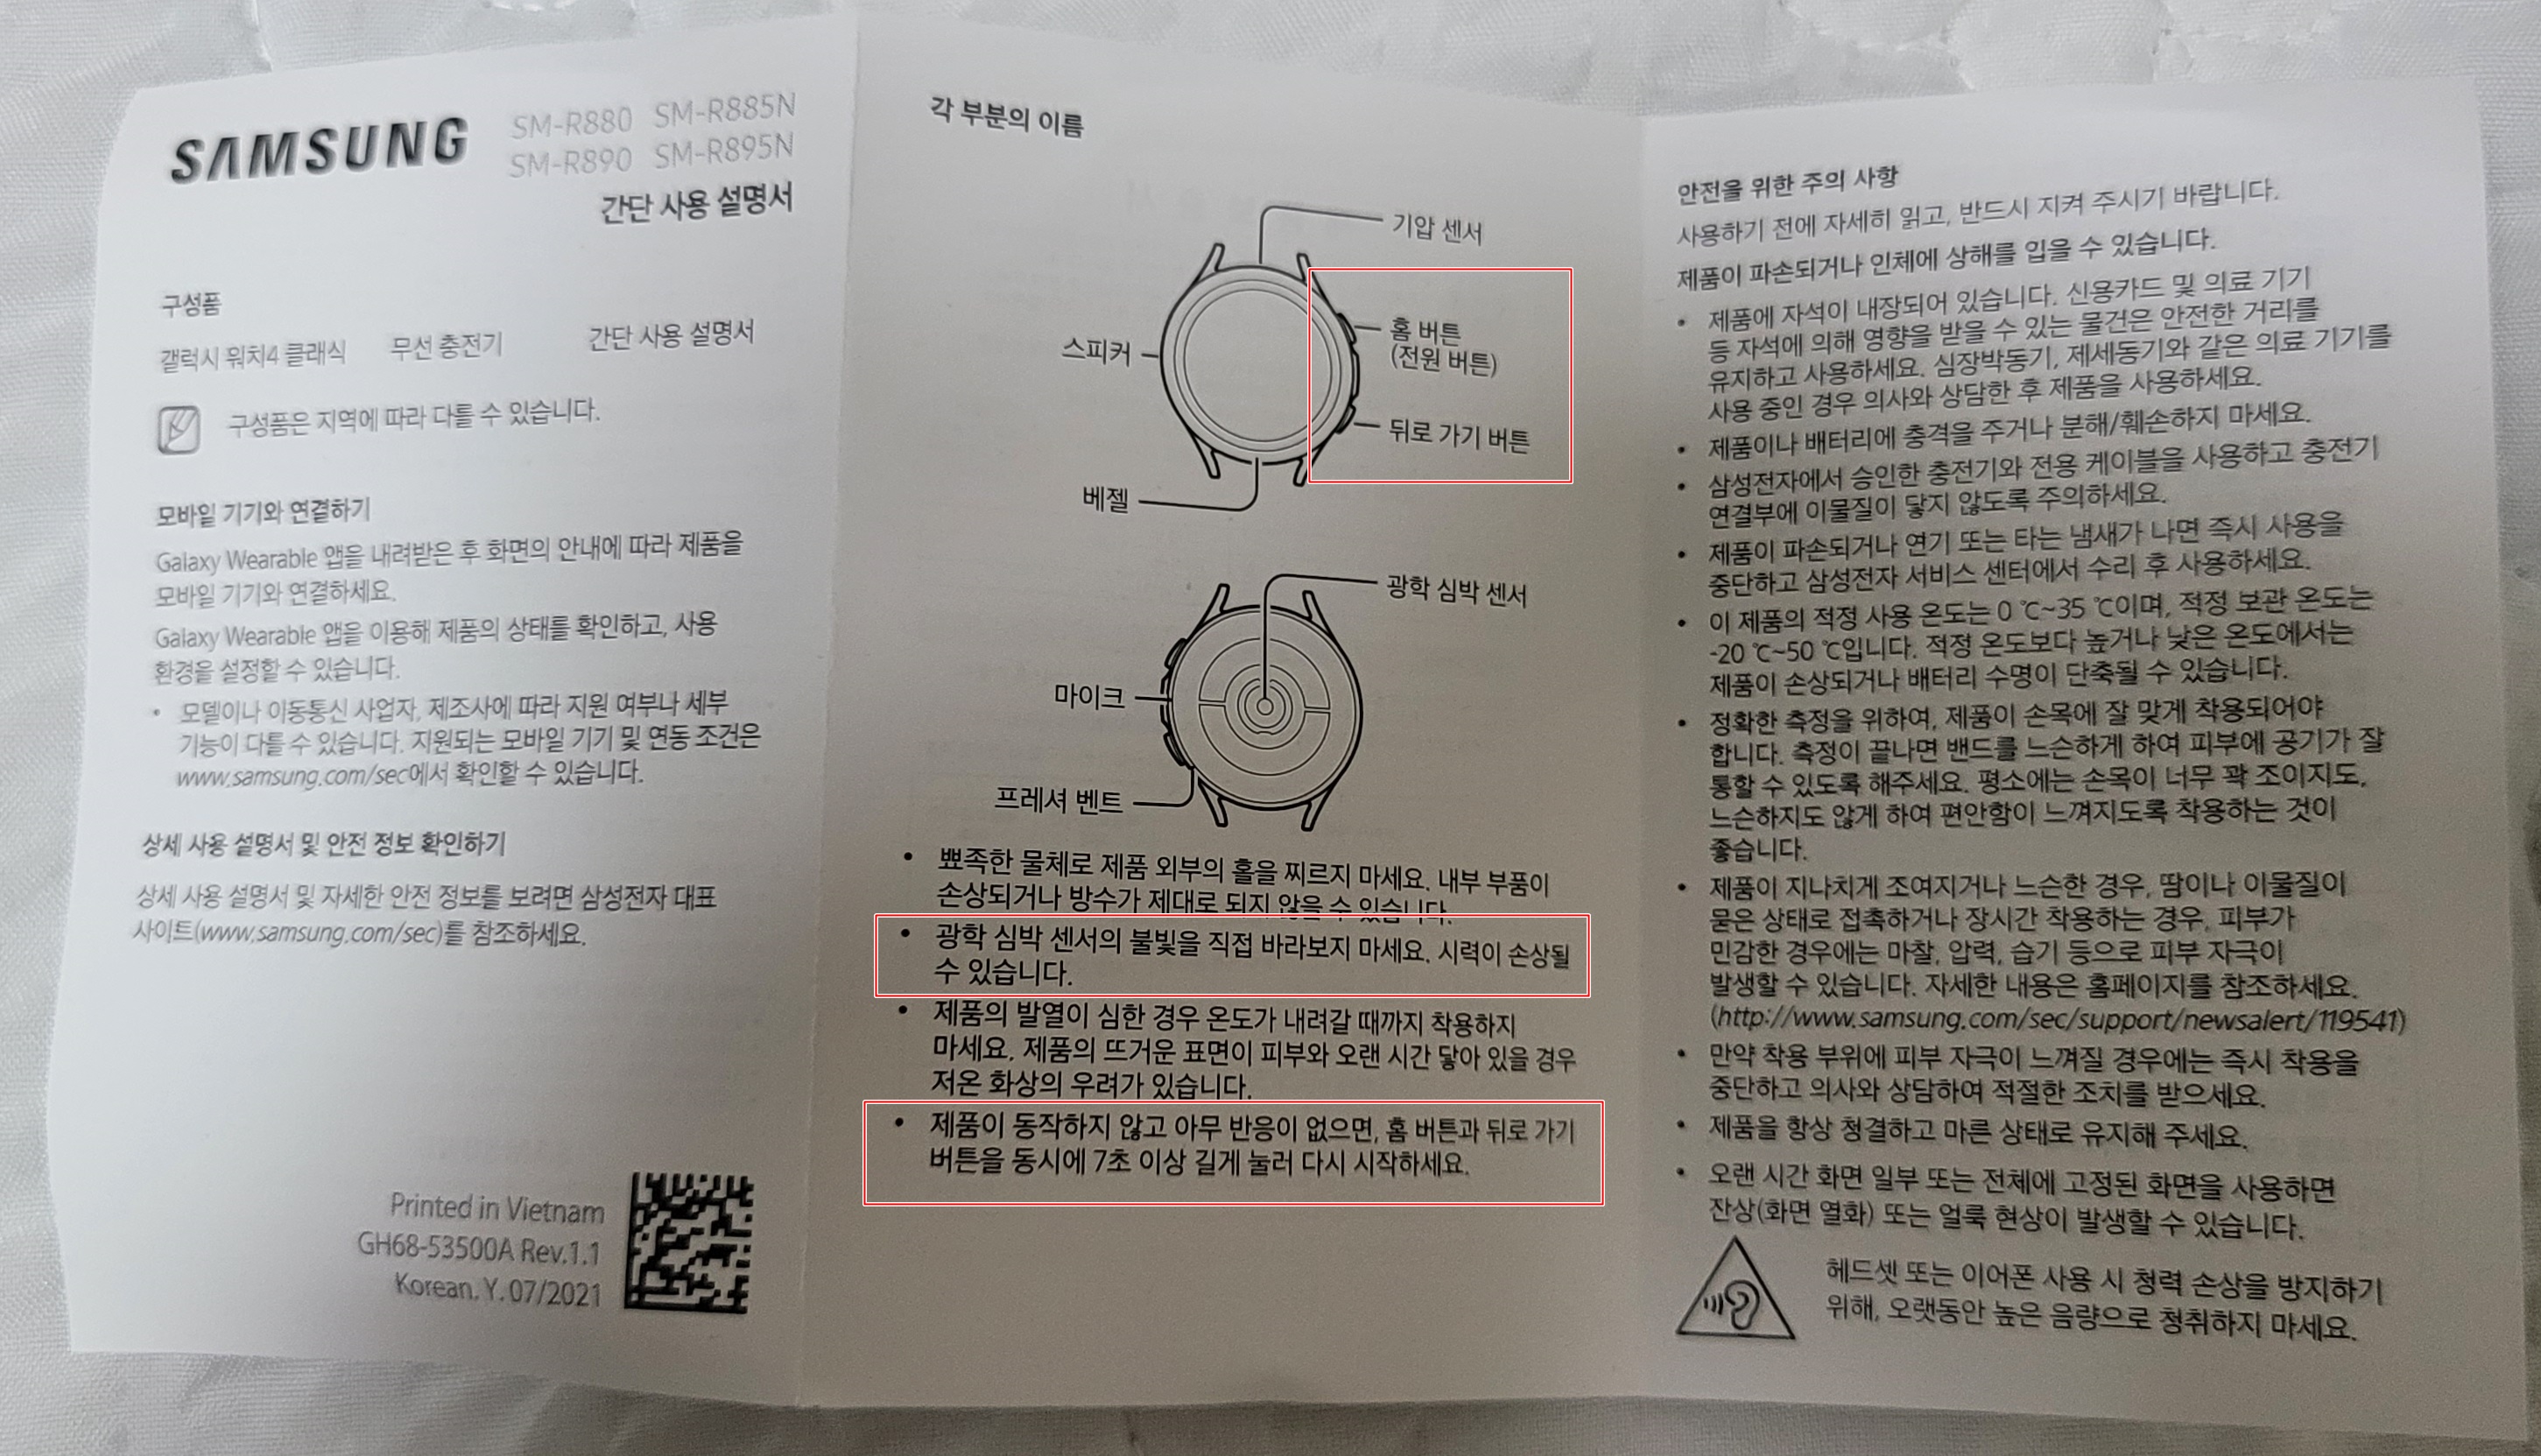 SAMSUNG
SM-R880 SM-R885N
SM-R890 SM-R895N
간단 사용 설명서
구성품
갤럭시 워치4 클래식 무선 충전기 간단 사용 설명서
구성품은 지역에 따라 다를 수 있습니다.
모바일 기기와 연결하기
Galaxy Wearable 앱을 내려받은 후 화면의 안내에 따라 제품을
모바일 기기와 연결하세요.
Galaxy Wearable 앱을 이용해 제품의 상태를 확인하고, 사용
환경을 설정할 수 있습니다.
• 모델이나 이동통신 사업자, 제조사에 따라 지원 여부나 세부
기능이 다를 수 있습니다. 지원되는 모바일 기기 및 연동 조건은
www.samsung.com/sec에서 확인할 수 있습니다.
상세 사용 설명서 및 안전 정보 확인하기
상세 사용 설명서 및 자세한 안전 정보를 보려면 삼성전자 대표
사이트(www.samsung.com/sec)를 참조하세요.
Printed in Vietnam
GH68-53500A Rev.1.1
Korean. Y. 07/2021
각 부분의 이름
기압 센서
홈 버튼
(전원 버튼)
스피커
뒤로 가기 버튼
베젤
광학 심박 센서
마이크
프레셔 벤트
• 뾰족한 물체로 제품 외부의 홀을 찌르지 마세요. 내부 부품이
손상되거나 방수가 제대로 되지 않을 수 있습니다.
• 광학 심박 센서의 불빛을 직접 바라보지 마세요. 시력이 손상될
수 있습니다.
• 제품의 발열이 심한 경우 온도가 내려갈 때까지 착용하지
마세요. 제품의 뜨거운 표면이 피부와 오랜 시간 닿아 있을 경우
저온 화상의 우려가 있습니다.
• 제품이 동작하지 않고 아무 반응이 없으면, 홈 버튼과 뒤로 가기
버튼을 동시에 7초 이상 길게 눌러 다시 시작하세요.
안전을 위한 주의 사항
사용하기 전에 자세히 읽고, 반드시 지켜 주시기 바랍니다.
제품이 파손되거나 인체에 상해를 입을 수 있습니다.
• 제품에 자석이 내장되어 있습니다. 신용카드 및 의료 기기
등 자석에 의해 영향을 받을 수 있는 물건은 안전한 거리를
유지하고 사용하세요. 심장박동기, 제세동기와 같은 의료 기기를
사용 중인 경우 의사와 상담한 후 제품을 사용하세요.
• 제품이나 배터리에 충격을 주거나 분해/훼손하지 마세요.
• 삼성전자에서 승인한 충전기와 전용 케이블을 사용하고 충전기
연결부에 이물질이 닿지 않도록 주의하세요.
• 제품이 파손되거나 연기 또는 타는 냄새가 나면 즉시 사용을
중단하고 삼성전자 서비스 센터에서 수리 후 사용하세요.
• 이 제품의 적정 사용 온도는 0 ℃~35 ℃이며, 적정 보관 온도는
-20 ℃~50 ℃입니다. 적정 온도보다 높거나 낮은 온도에서는
제품이 손상되거나 배터리 수명이 단축될 수 있습니다.
• 정확한 측정을 위하여, 제품이 손목에 잘 맞게 착용되어야
합니다. 측정이 끝나면 밴드를 느슨하게 하여 피부에 공기가 잘
통할 수 있도록 해주세요. 평소에는 손목이 너무 꽉 조이지도,
느슨하지도 않게 하여 편안함이 느껴지도록 착용하는 것이
좋습니다.
• 제품이 지나치게 조여지거나 느슨한 경우, 땀이나 이물질이
묻은 상태로 접촉하거나 장시간 착용하는 경우, 피부가
민감한 경우에는 마찰, 압력, 습기 등으로 피부 자극이
발생할 수 있습니다. 자세한 내용은 홈페이지를 참조하세요.
(http://www.samsung.com/sec/support/newsalert/119541)
• 만약 착용 부위에 피부 자극이 느껴질 경우에는 즉시 착용을
중단하고 의사와 상담하여 적절한 조치를 받으세요.
• 제품을 항상 청결하고 마른 상태로 유지해 주세요.
• 오랜 시간 화면 일부 또는 전체에 고정된 화면을 사용하면
잔상(화면 열화) 또는 얼룩 현상이 발생할 수 있습니다.
헤드셋 또는 이어폰 사용 시 청력 손상을 방지하기
위해, 오랫동안 높은 음량으로 청취하지 마세요.